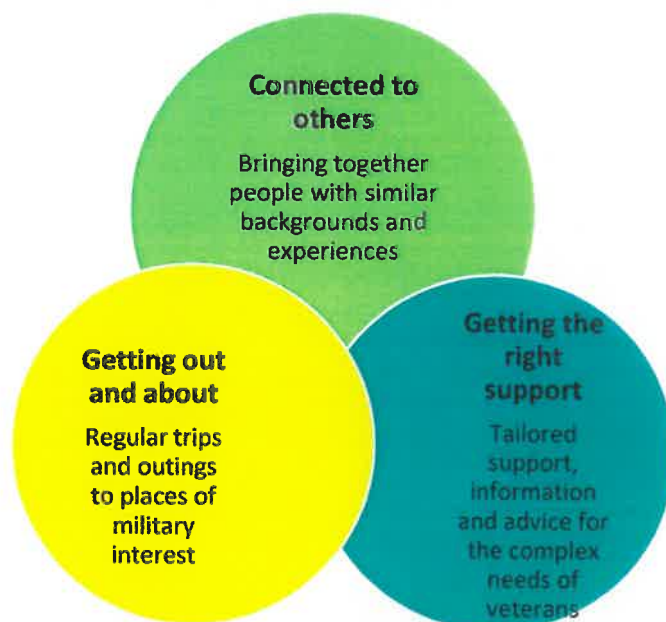 Connected to
others
Bringing together
people with similar
backgrounds and
experiences
Getting out
and about
Regular trips
and outings
to places of
military
interest
Getting the
right
support
Tailored
support,
information
and advice for
the complex
needs of
veterans